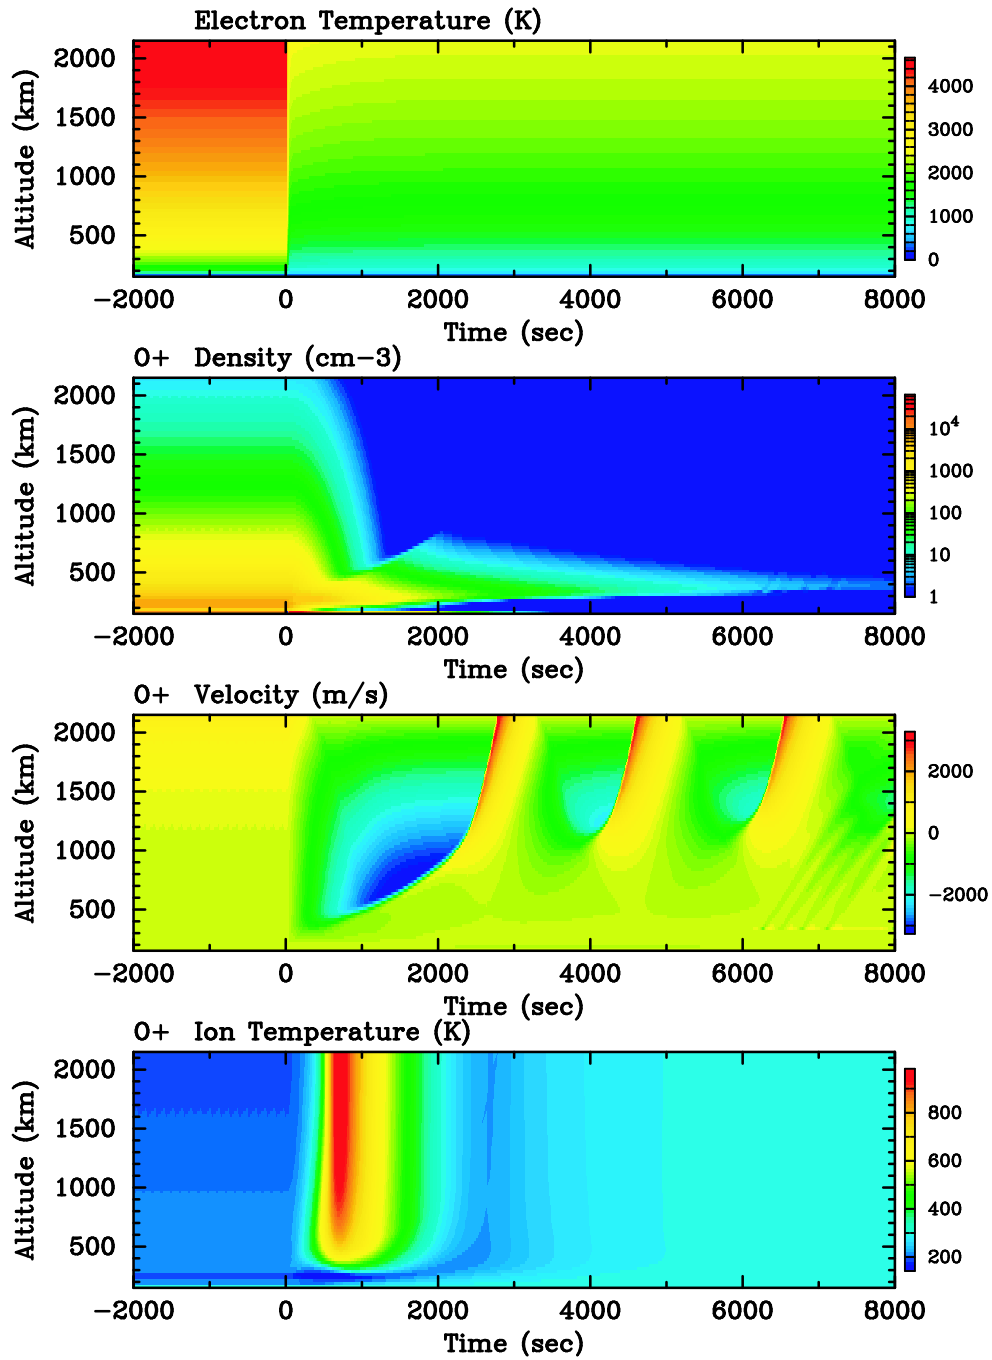 Electron Temperature (K)
2000
1500
1000
500
Altitude (km)
4000
3000
2000
1000
0
−2000 0 2000 4000 6000 8000
Time (sec)
O+ Density (cm−3)
2000
1500
1000
500
Altitude (km)
10⁴
1000
100
10
1
−2000 0 2000 4000 6000 8000
Time (sec)
O+ Velocity (m/s)
2000
1500
1000
500
Altitude (km)
2000
0
−2000
−2000 0 2000 4000 6000 8000
Time (sec)
O+ Ion Temperature (K)
2000
1500
1000
500
Altitude (km)
800
600
400
200
−2000 0 2000 4000 6000 8000
Time (sec)